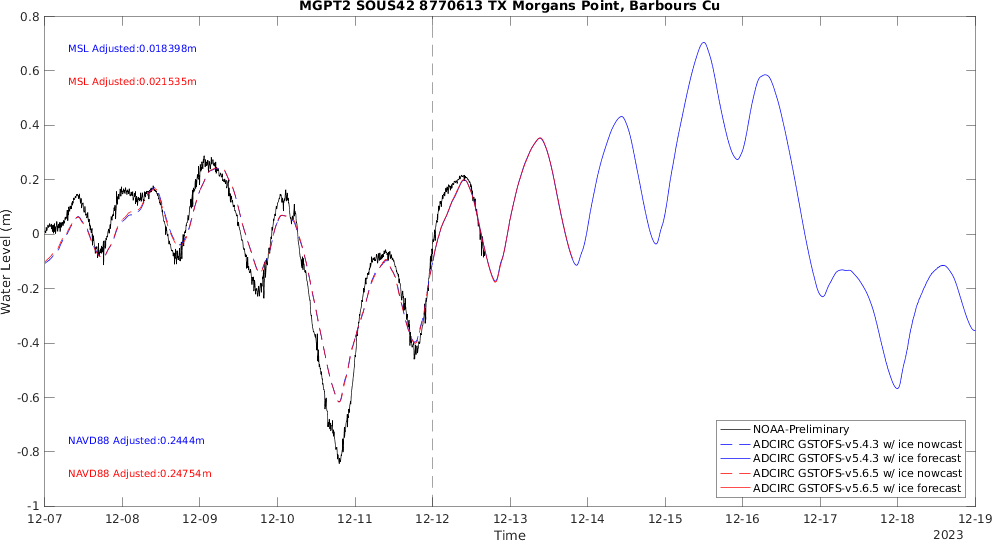 MGPT2 SOUS42 8770613 TX Morgans Point, Barbours Cu
MSL Adjusted:0.018398m
MSL Adjusted:0.021535m
NAVD88 Adjusted:0.2444m
NAVD88 Adjusted:0.24754m
Water Level (m)
0.8
0.6
0.4
0.2
0
-0.2
-0.4
-0.6
-0.8
-1
NOAA-Preliminary
ADCIRC GSTOFS-v5.4.3 w/ ice nowcast
ADCIRC GSTOFS-v5.4.3 w/ ice forecast
ADCIRC GSTOFS-v5.6.5 w/ ice nowcast
ADCIRC GSTOFS-v5.6.5 w/ ice forecast
12-07 12-08 12-09 12-10 12-11 12-12 12-13 12-14 12-15 12-16 12-17 12-18 12-19
Time
2023